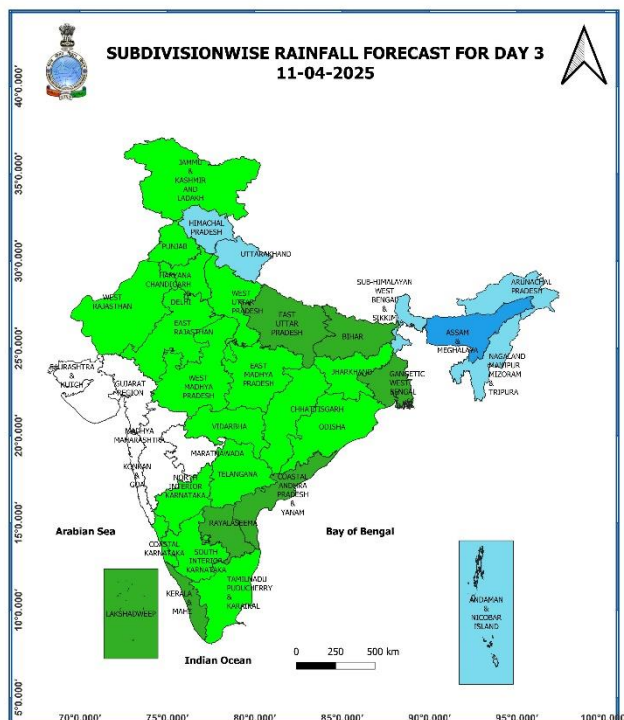 SUBDIVISIONWISE RAINFALL FORECAST FOR DAY 3
11-04-2025
40°0.000'
35°0.000'
30°0.000'
25°0.000'
20°0.000'
15°0.000'
10°0.000'
5°0.000'
JAMMU
&
KASHMIR
AND
LADAKH
HIMACHAL
PRADESH
PUNJAB
UTTARAKHAND
HARYANA
CHANDIGARH
&
DELHI
WEST
RAJASTHAN
WEST
UTTAR
PRADESH
EAST
RAJASTHAN
EAST
UTTAR
PRADESH
BIHAR
SUB-HIMALAYAN
WEST
BENGAL
&
SIKKIM
ARUNACHAL
PRADESH
ASSAM
&
MEGHALAYA
NAGALAND
MANIPUR
MIZORAM
&
TRIPURA
SAURASHTRA
&
KUTCH
GUJARAT
REGION
WEST
MADHYA
PRADESH
EAST
MADHYA
PRADESH
JHARKHAND
GANGETIC
WEST
BENGAL
CHHATTISGARH
ODISHA
VIDARBHA
MADHYA
MAHARASHTRA
MARATHWADA
KONKAN
&
GOA
NORTH
INTERIOR
KARNATAKA
TELANGANA
COASTAL
ANDHRA
PRADESH
&
YANAM
RAYALASEEMA
Arabian Sea
Bay of Bengal
COASTAL
KARNATAKA
SOUTH
INTERIOR
KARNATAKA
TAMILNADU
PUDUCHERRY
&
KARAIKAL
KERALA
&
MAHE
LAKSHADWEEP
ANDAMAN
&
NICOBAR
ISLAND
Indian Ocean
0 250 500 km
70°0.000' 75°0.000' 80°0.000' 85°0.000' 90°0.000' 95°0.000'